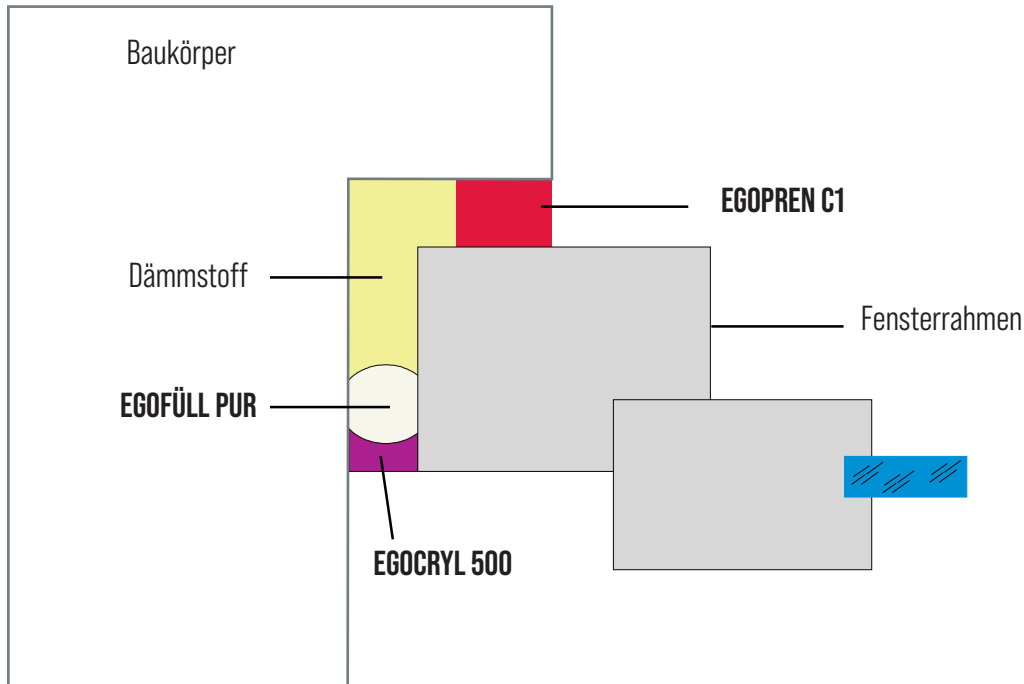 Baukörper
EGOPREN C1
Dämmstoff
Fensterrahmen
EGOFÜLL PUR
EGOCRYL 500